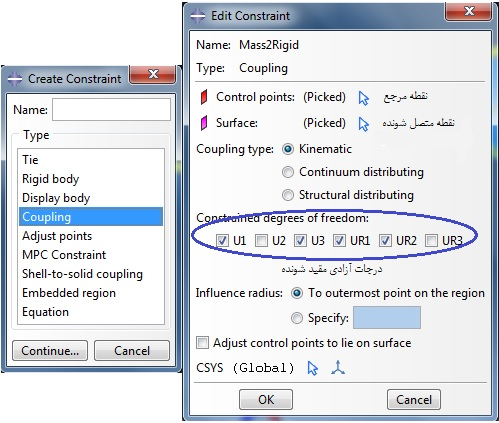 Create Constraint
Name:
Type
Tie
Rigid body
Display body
Coupling
Adjust points
MPC Constraint
Shell-to-solid coupling
Embedded region
Equation
Continue...
Cancel
Edit Constraint
Name: Mass2Rigid
Type: Coupling
Control points: (Picked) نقطه مرجع
Surface: (Picked) نقطه متصل شونده
Coupling type: Kinematic
Continuum distributing
Structural distributing
Constrained degrees of freedom:
U1 U2 U3 UR1 UR2 UR3
درجات آزادی مقید شونده
Influence radius: To outermost point on the region
Specify:
Adjust control points to lie on surface
CSYS (Global)
OK
Cancel